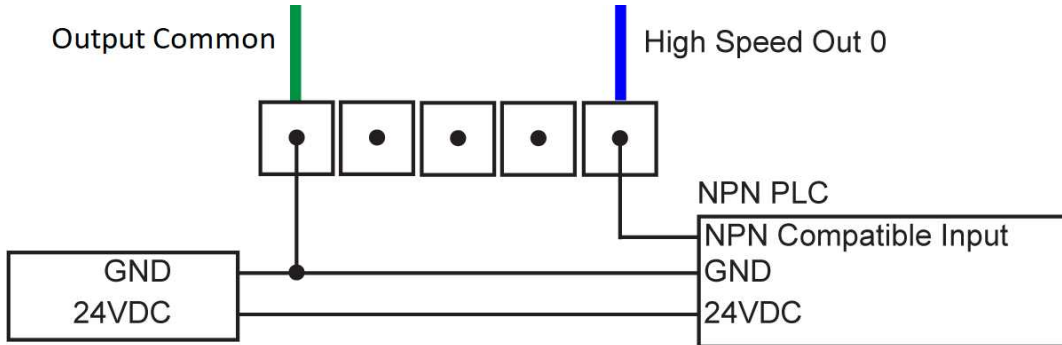 Output Common
High Speed Out 0
NPN PLC
NPN Compatible Input
GND
GND
24VDC
24VDC